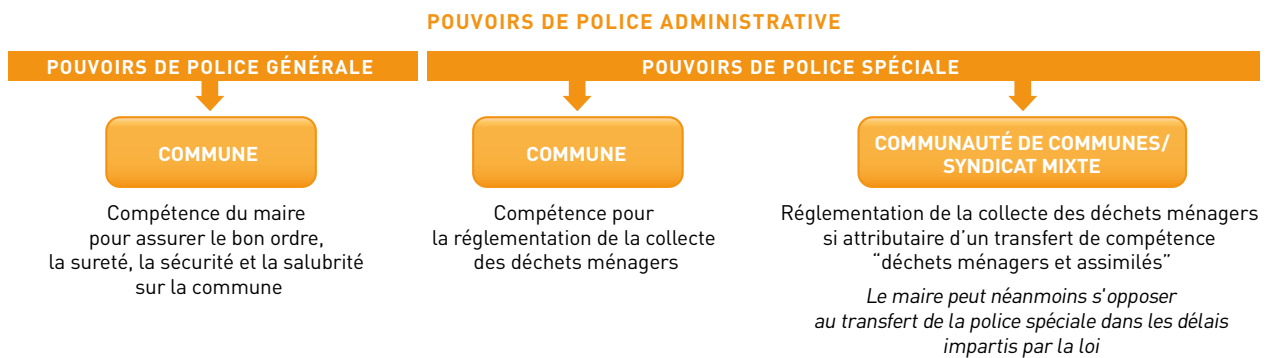 POUVOIRS DE POLICE ADMINISTRATIVE
POUVOIRS DE POLICE GÉNÉRALE
POUVOIRS DE POLICE SPÉCIALE
COMMUNE
Compétence du maire
pour assurer le bon ordre,
la sureté, la sécurité et la salubrité
sur la commune
COMMUNE
Compétence pour
la réglementation de la collecte
des déchets ménagers
COMMUNAUTÉ DE COMMUNES/
SYNDICAT MIXTE
Réglementation de la collecte des déchets ménagers
si attributaire d'un transfert de compétence
“déchets ménagers et assimilés”
Le maire peut néanmoins s'opposer
au transfert de la police spéciale dans les délais
impartis par la loi